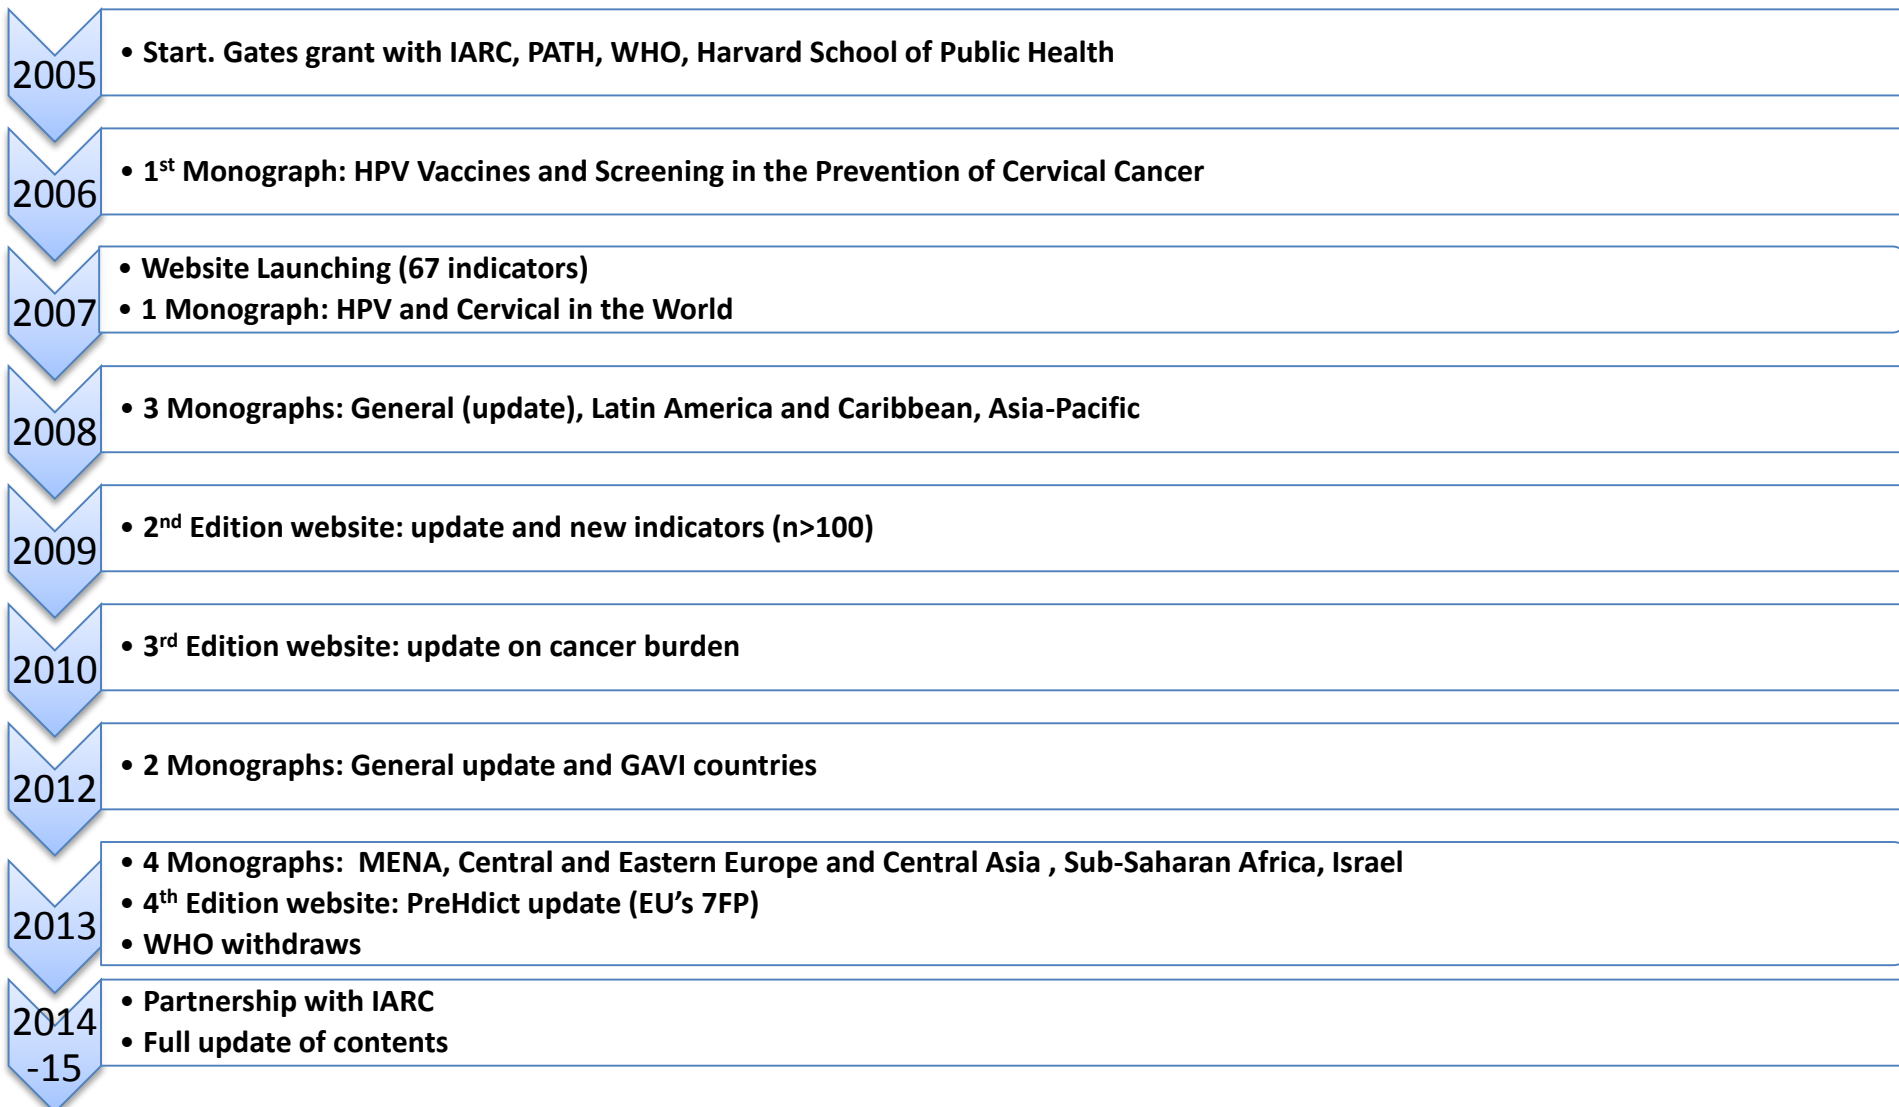 2005
• Start. Gates grant with IARC, PATH, WHO, Harvard School of Public Health
2006
• 1st Monograph: HPV Vaccines and Screening in the Prevention of Cervical Cancer
2007
• Website Launching (67 indicators)
• 1 Monograph: HPV and Cervical in the World
2008
• 3 Monographs: General (update), Latin America and Caribbean, Asia-Pacific
2009
• 2nd Edition website: update and new indicators (n>100)
2010
• 3rd Edition website: update on cancer burden
2012
• 2 Monographs: General update and GAVI countries
2013
• 4 Monographs:  MENA, Central and Eastern Europe and Central Asia , Sub-Saharan Africa, Israel
• 4th Edition website: PreHdict update (EU’s 7FP)
• WHO withdraws
2014
-15
• Partnership with IARC
• Full update of contents